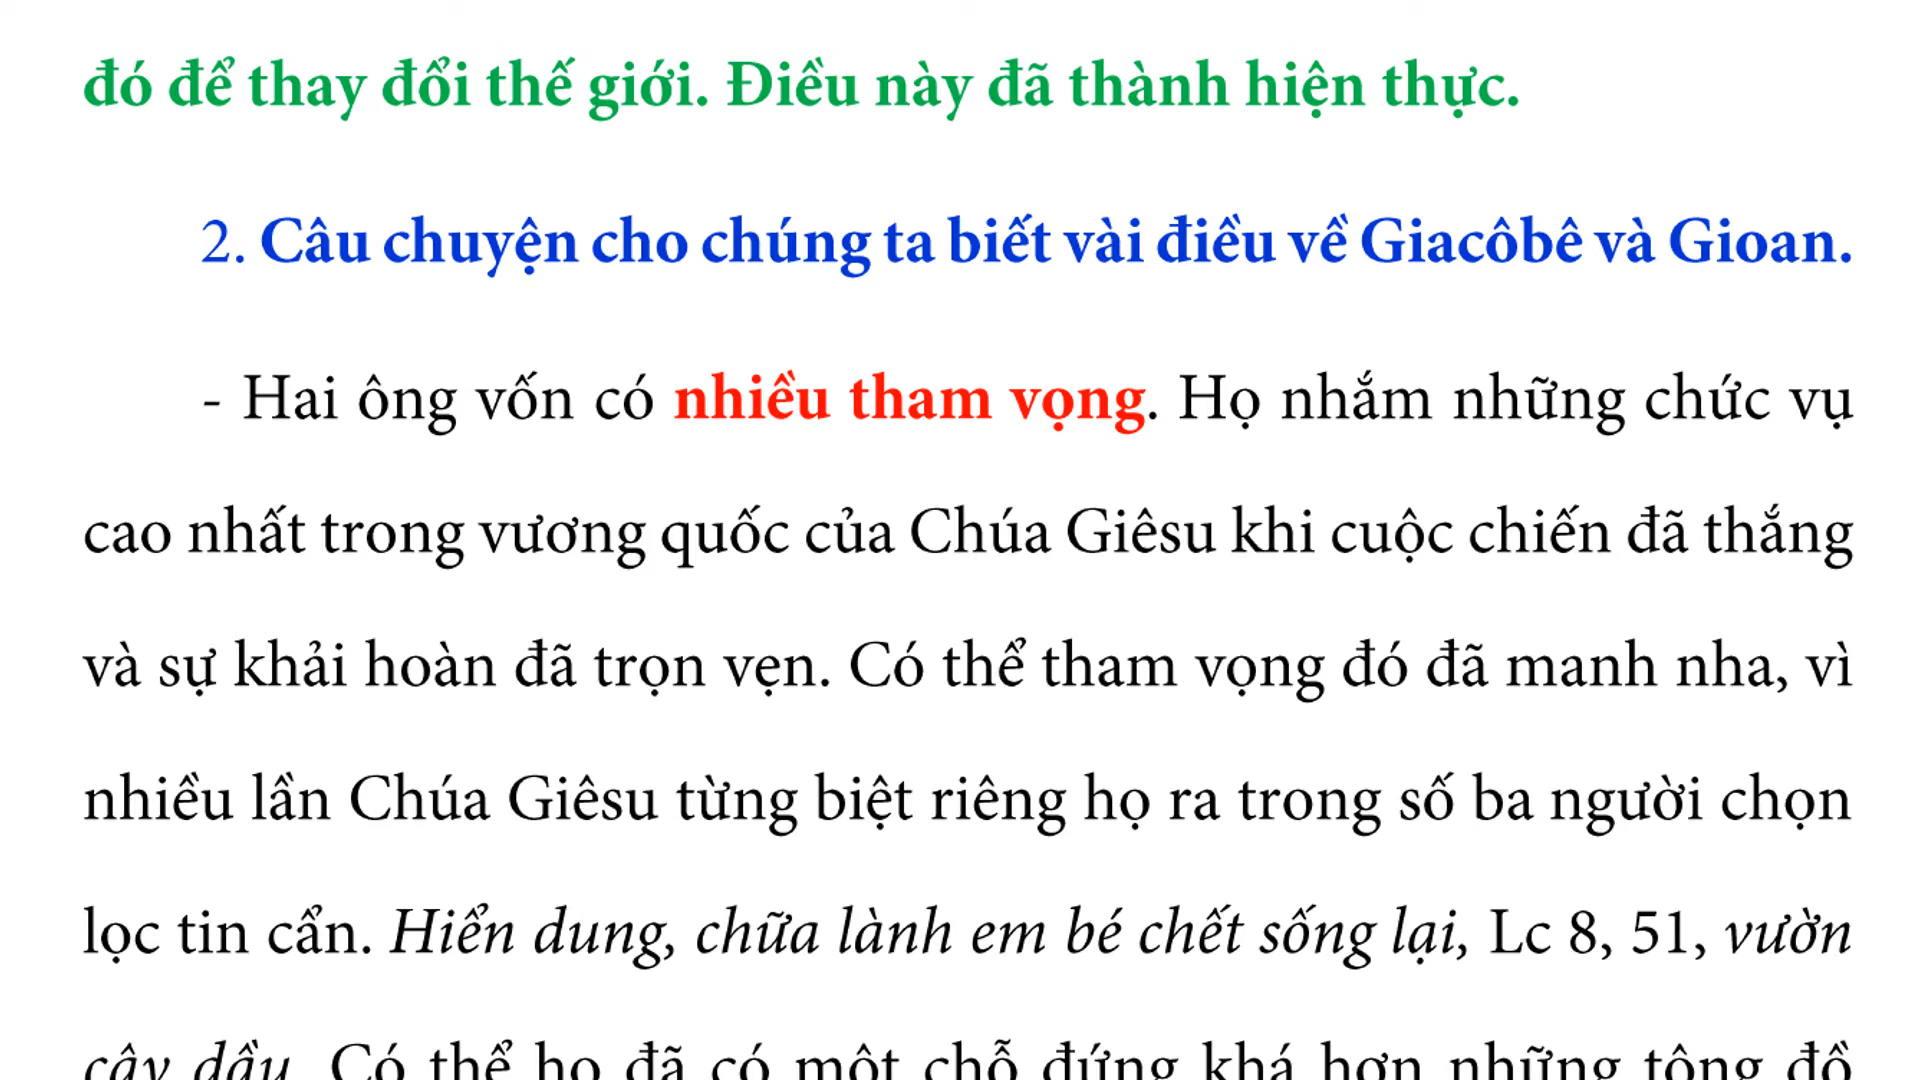 đó để thay đổi thế giới. Điều này đã thành hiện thực.
2. Câu chuyện cho chúng ta biết vài điều về Giacôbê và Gioan.
- Hai ông vốn có nhiều tham vọng. Họ nhắm những chức vụ
cao nhất trong vương quốc của Chúa Giêsu khi cuộc chiến đã thắng
và sự khải hoàn đã trọn vẹn. Có thể tham vọng đó đã manh nha, vì
nhiều lần Chúa Giêsu từng biệt riêng họ ra trong số ba người chọn
lọc tin cẩn. Hiển dung, chữa lành em bé chết sống lại, Lc 8, 51, vườn
cây dầu. Có thể họ đã có một chỗ đứng khá hơn những tông đồ